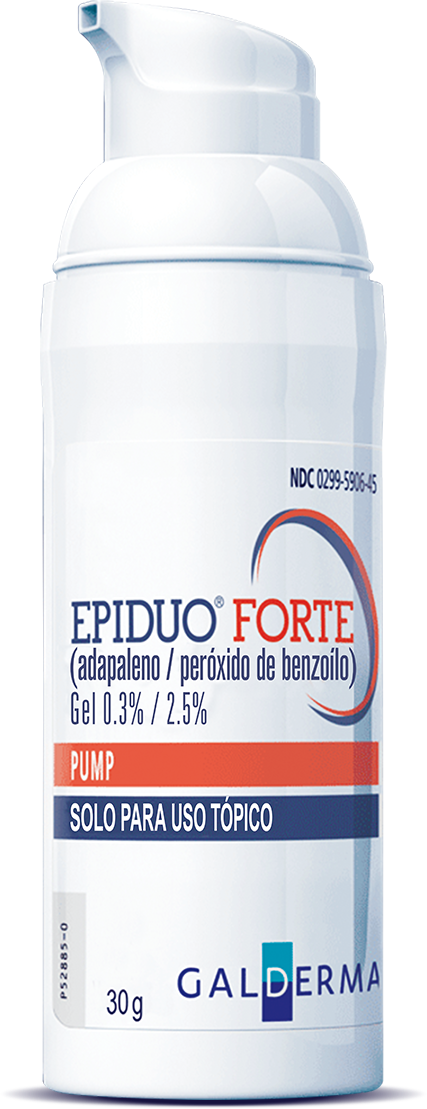 NDC 0299-5906-45
EPIDUO® FORTE
(adapaleno / peróxido de benzoílo)
Gel 0.3% / 2.5%
PUMP
SOLO PARA USO TÓPICO
P52885-0
30 g
GALDERMA